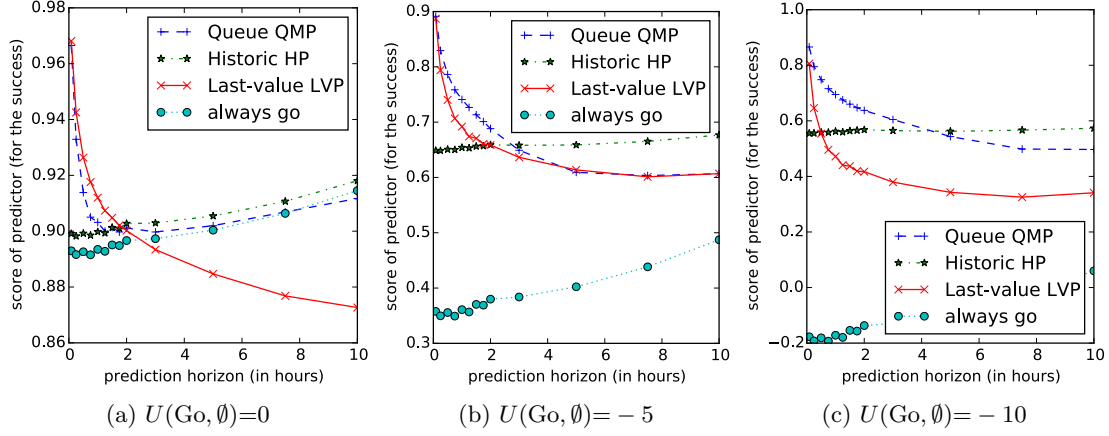 0.98
0.96
0.94
0.92
0.90
0.88
0.86
score of predictor (for the success)
Queue QMP
Historic HP
Last-value LVP
always go
0 2 4 6 8 10
prediction horizon (in hours)
(a) U(Go, ∅)=0
0.9
0.8
0.7
0.6
0.5
0.4
0.3
score of predictor (for the success)
Queue QMP
Historic HP
Last-value LVP
always go
0 2 4 6 8 10
prediction horizon (in hours)
(b) U(Go, ∅)= − 5
1.0
0.8
0.6
0.4
0.2
0.0
−0.2
score of predictor (for the success)
Queue QMP
Historic HP
Last-value LVP
always go
0 2 4 6 8 10
prediction horizon (in hours)
(c) U(Go, ∅)= − 10